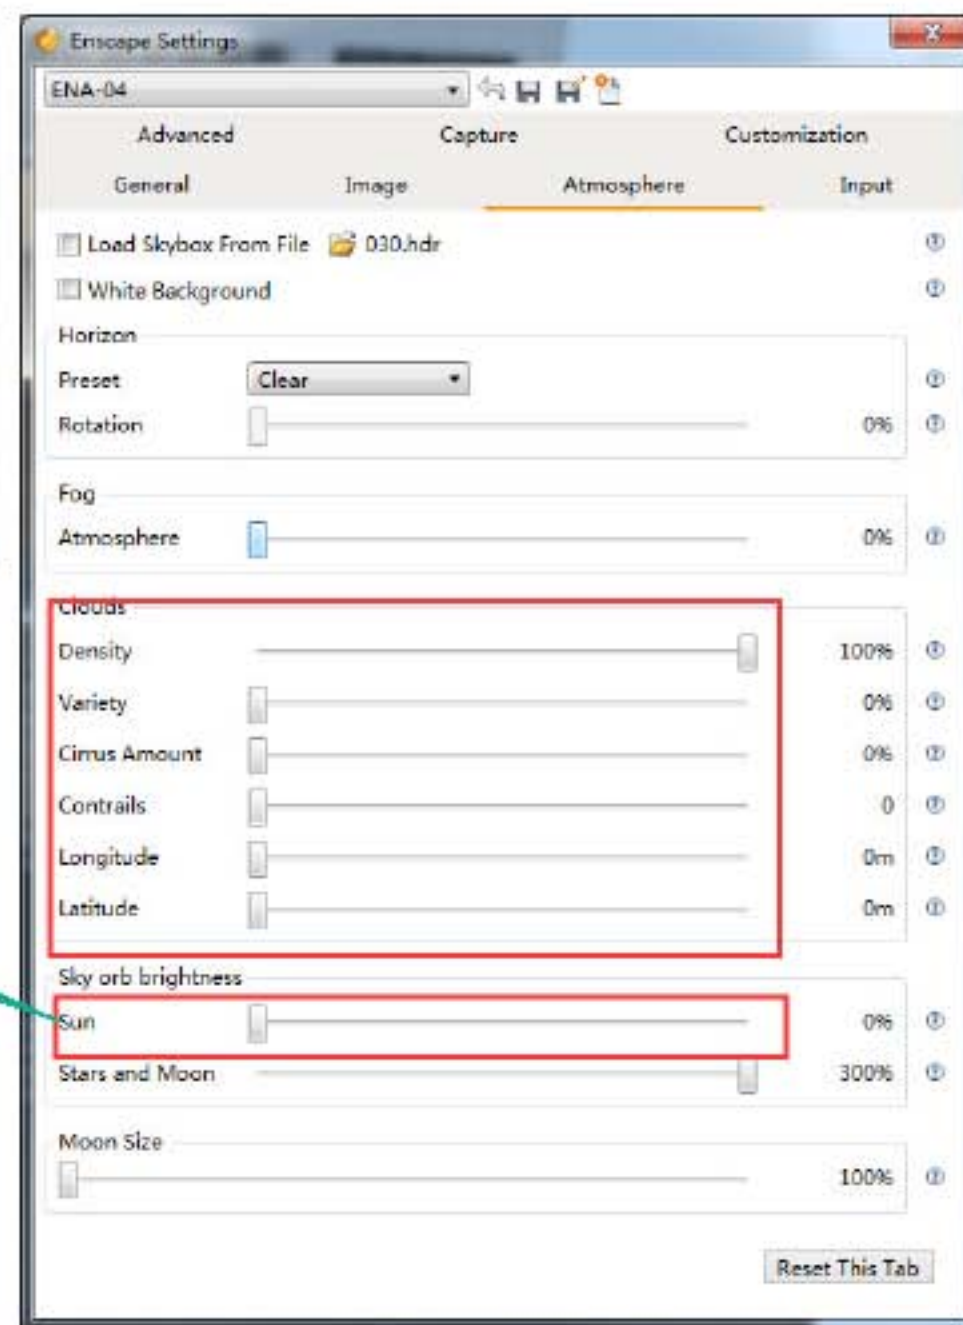 Enscape Settings
ENA-04
Advanced Capture Customization
General Image Atmosphere Input
Load Skybox From File 030.hdr
White Background
Horizon
Preset Clear
Rotation 0%
Fog
Atmosphere 0%
Clouds
Density 100%
Variety 0%
Cirrus Amount 0%
Contrails 0
Longitude 0m
Latitude 0m
Sky orb brightness
Sun 0%
Stars and Moon 300%
Moon Size
100%
Reset This Tab